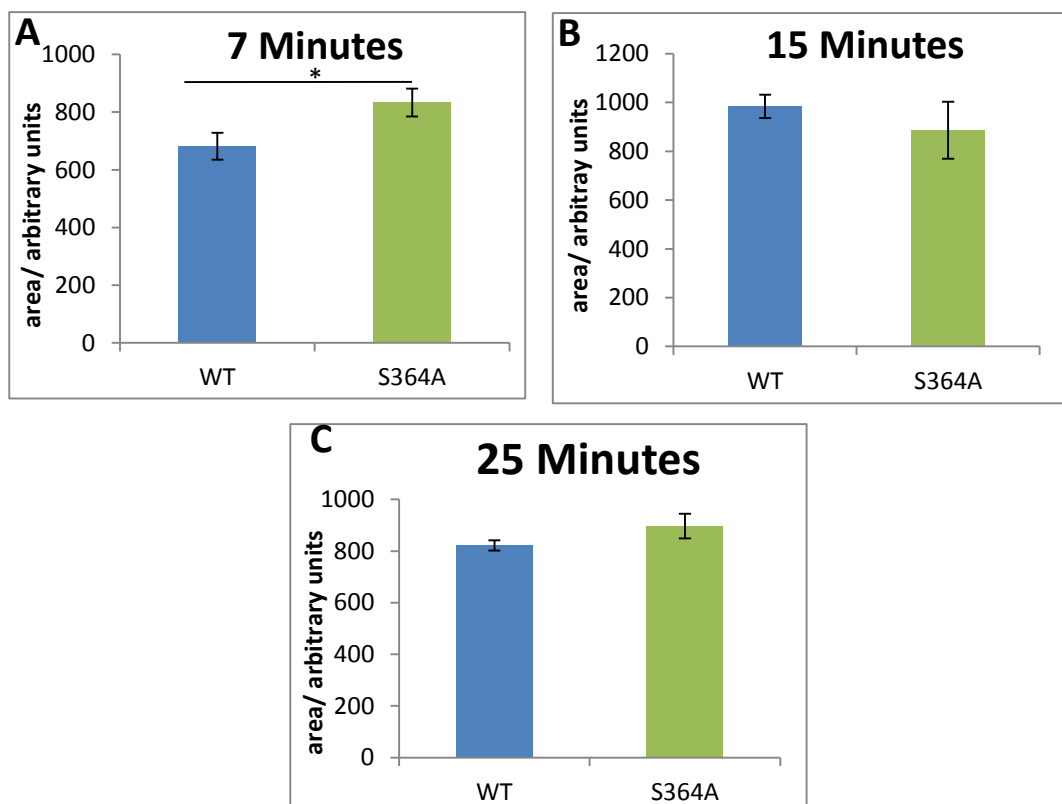 A
7 Minutes
*
area/ arbitrary units
1000
800
600
400
200
0
WT S364A
B
15 Minutes
area/ arbitray units
1200
1000
800
600
400
200
0
WT S364A
C
25 Minutes
area/ arbitrary units
1000
800
600
400
200
0
WT S364A